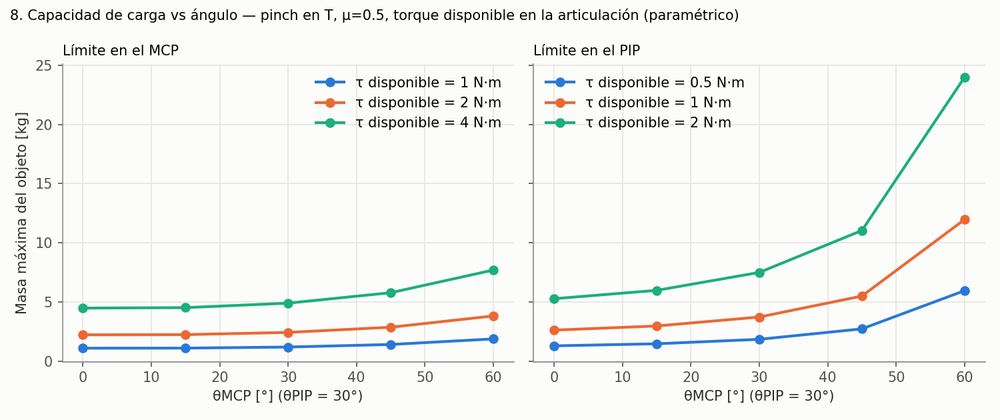 8. Capacidad de carga vs ángulo — pinch en T, μ=0.5, torque disponible en la articulación (paramétrico)
Límite en el MCP
25
20
15
10
5
0
Masa máxima del objeto [kg]
τ disponible = 1 N·m
τ disponible = 2 N·m
τ disponible = 4 N·m
0 10 20 30 40 50 60
θMCP [°] (θPIP = 30°)
Límite en el PIP
τ disponible = 0.5 N·m
τ disponible = 1 N·m
τ disponible = 2 N·m
0 10 20 30 40 50 60
θMCP [°] (θPIP = 30°)